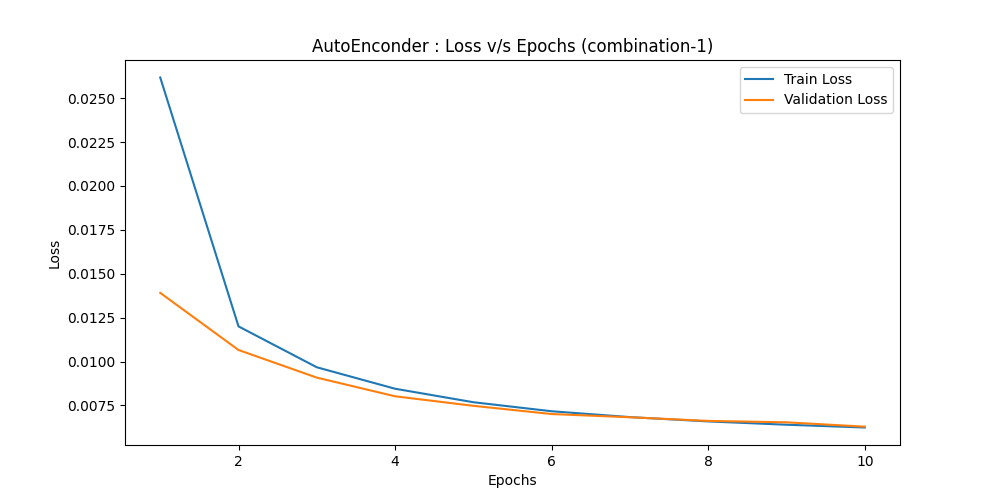 AutoEnconder : Loss v/s Epochs (combination-1)
Train Loss
Validation Loss
0.0250
0.0225
0.0200
0.0175
0.0150
0.0125
0.0100
0.0075
Loss
2 4 6 8 10
Epochs